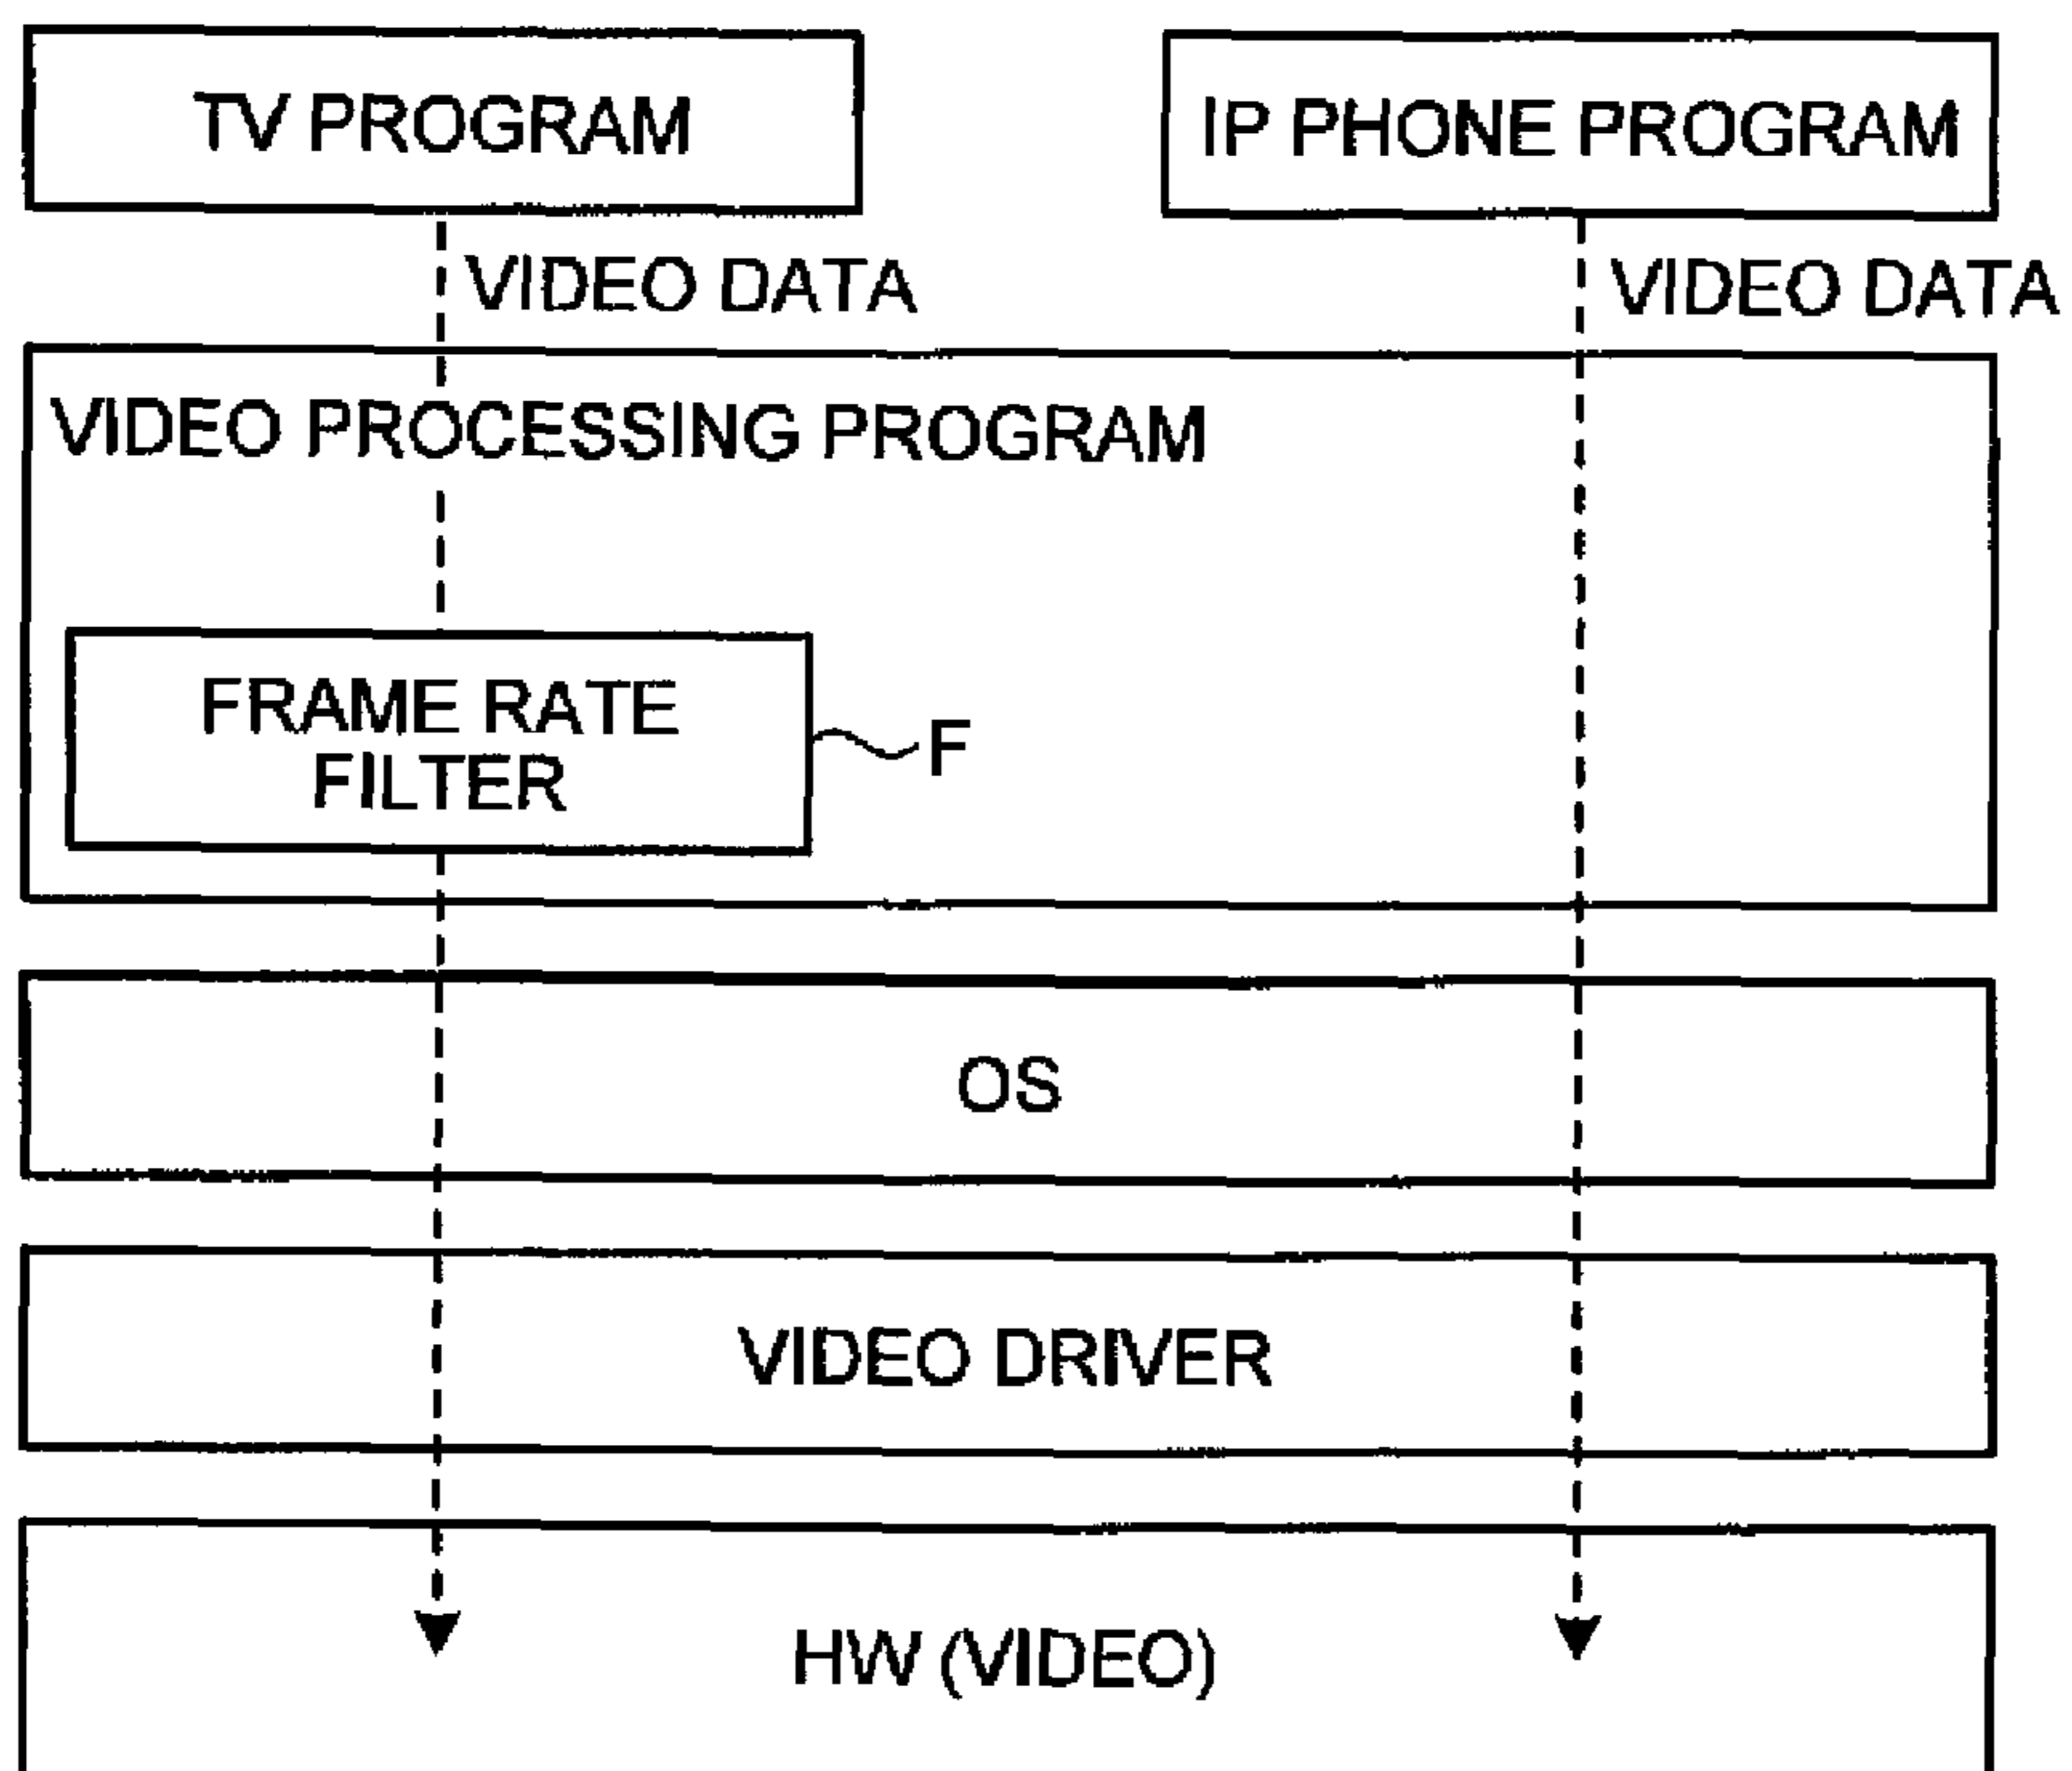 TV PROGRAM
IP PHONE PROGRAM
VIDEO DATA
VIDEO DATA
VIDEO PROCESSING PROGRAM
FRAME RATE
FILTER
F
OS
VIDEO DRIVER
HW (VIDEO)